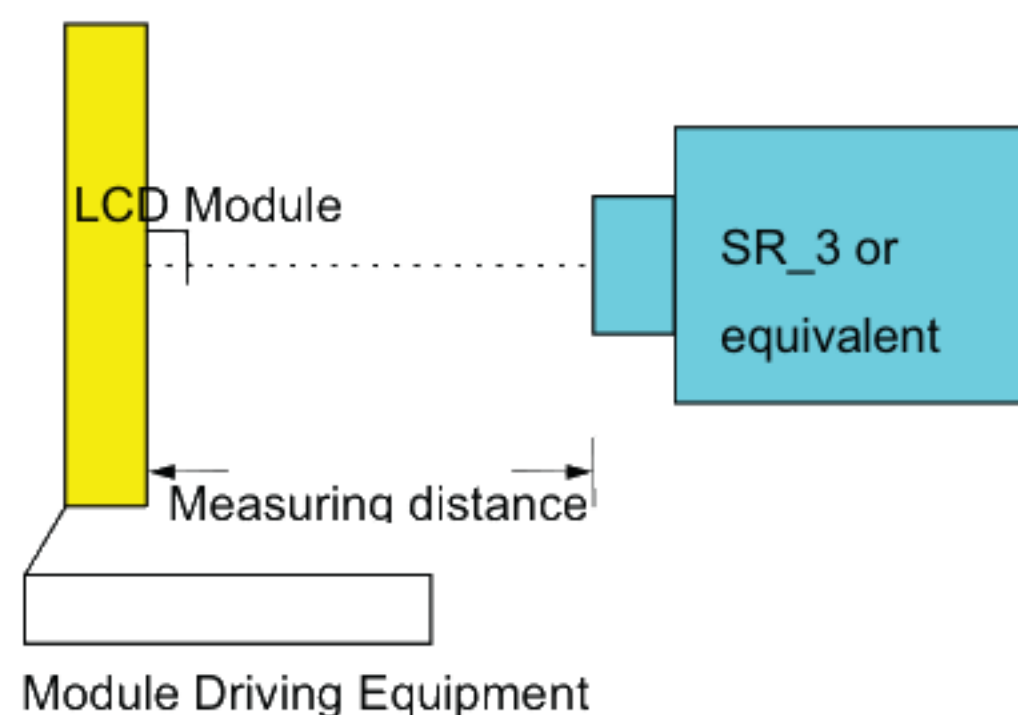 LCD Module
SR_3 or
equivalent
Measuring distance
Module Driving Equipment